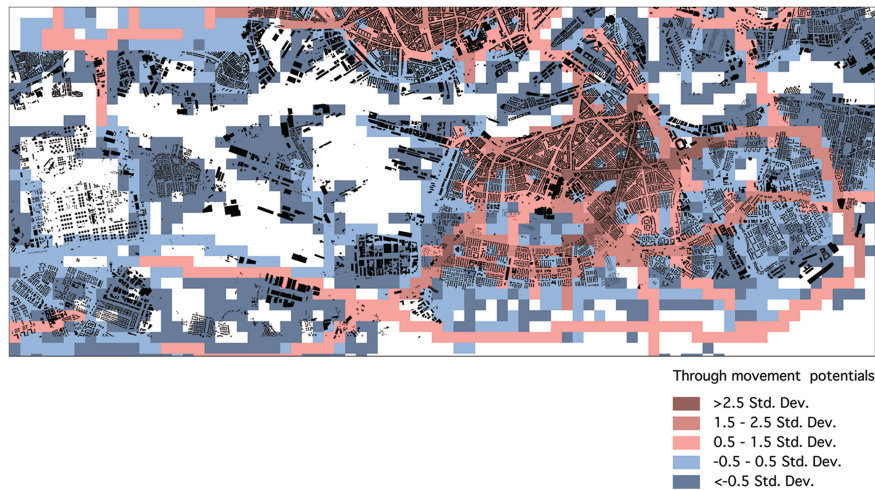 Through movement potentials
>2.5 Std. Dev.
1.5 - 2.5 Std. Dev.
0.5 - 1.5 Std. Dev.
-0.5 - 0.5 Std. Dev.
<-0.5 Std. Dev.